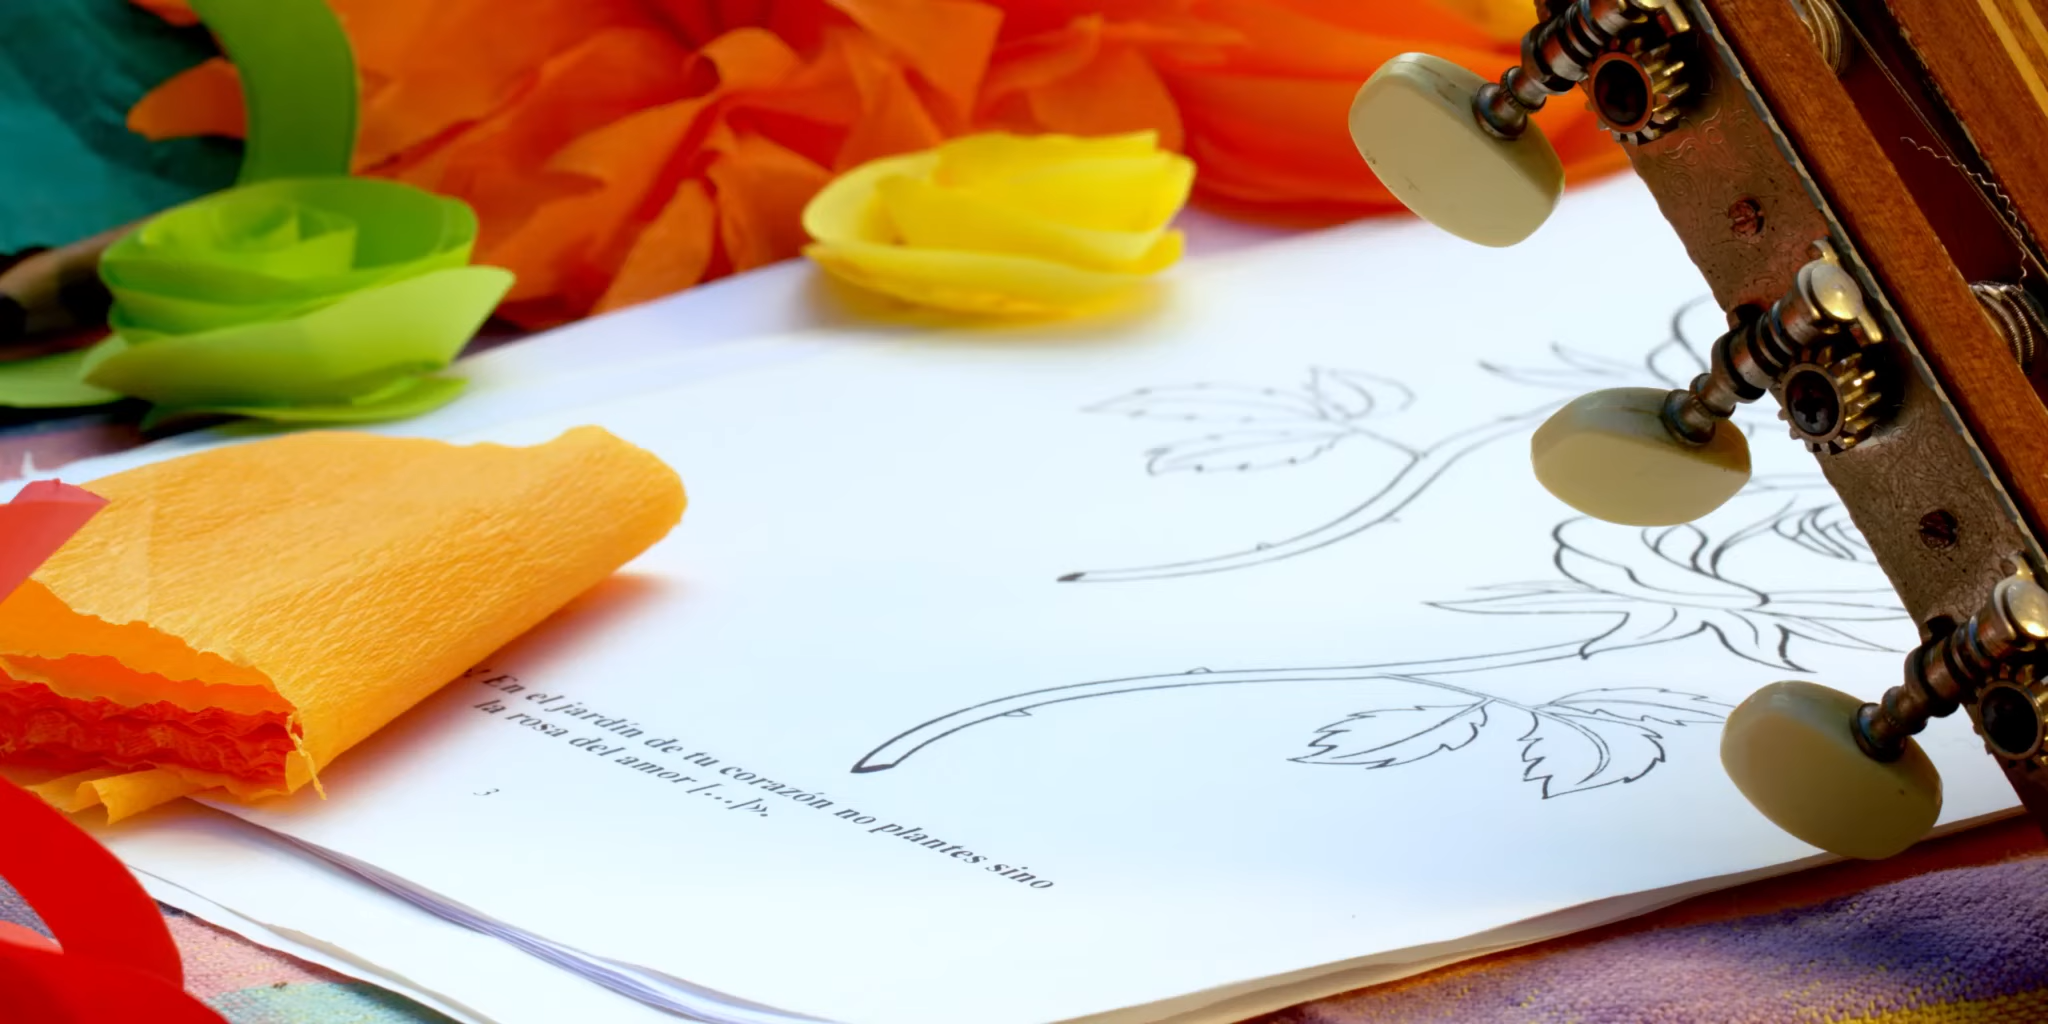 En el jardín de tu corazón no plantes sino
la rosa del amor [...]».
3